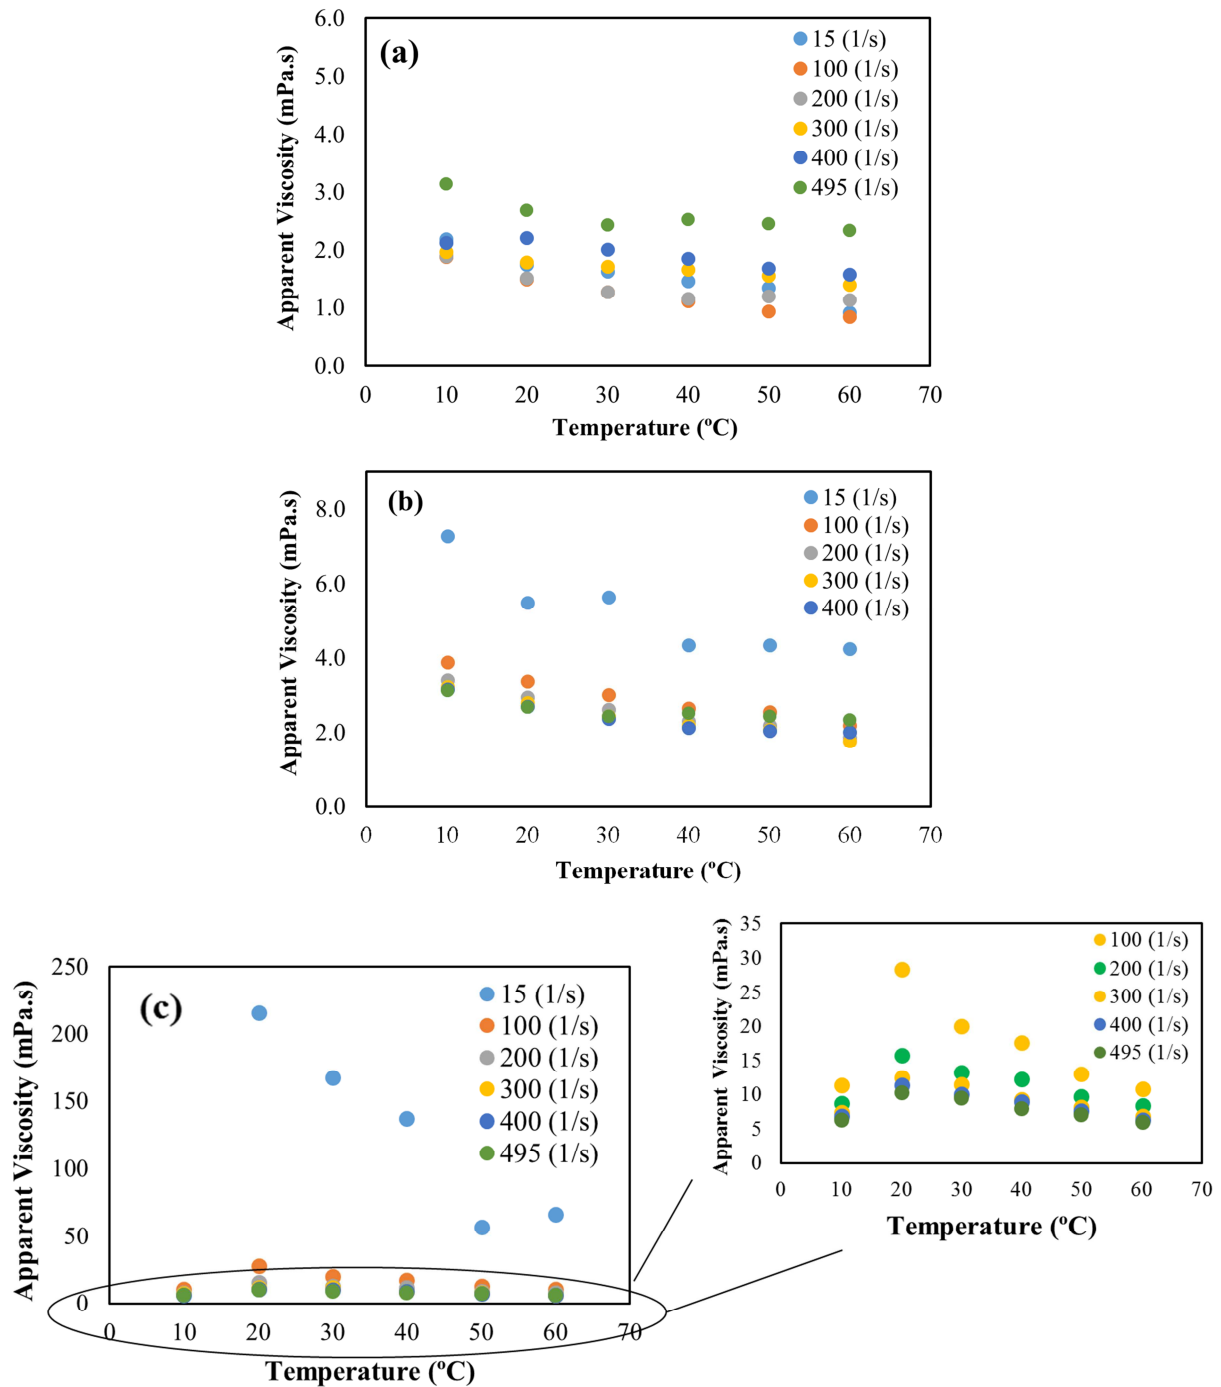 (a)
6.0
5.0
4.0
3.0
2.0
1.0
0.0
Apparent Viscosity (mPa.s)
15 (1/s)
100 (1/s)
200 (1/s)
300 (1/s)
400 (1/s)
495 (1/s)
0 10 20 30 40 50 60 70
Temperature (ºC)
(b)
8.0
6.0
4.0
2.0
0.0
Apparent Viscosity (mPa.s)
15 (1/s)
100 (1/s)
200 (1/s)
300 (1/s)
400 (1/s)
0 10 20 30 40 50 60 70
Temperature (ºC)
(c)
250
200
150
100
50
0
Apparent Viscosity (mPa.s)
15 (1/s)
100 (1/s)
200 (1/s)
300 (1/s)
400 (1/s)
495 (1/s)
0 10 20 30 40 50 60 70
Temperature (ºC)
35
30
25
20
15
10
5
0
Apparent Viscosity (mPa.s)
100 (1/s)
200 (1/s)
300 (1/s)
400 (1/s)
495 (1/s)
0 10 20 30 40 50 60 70
Temperature (ºC)